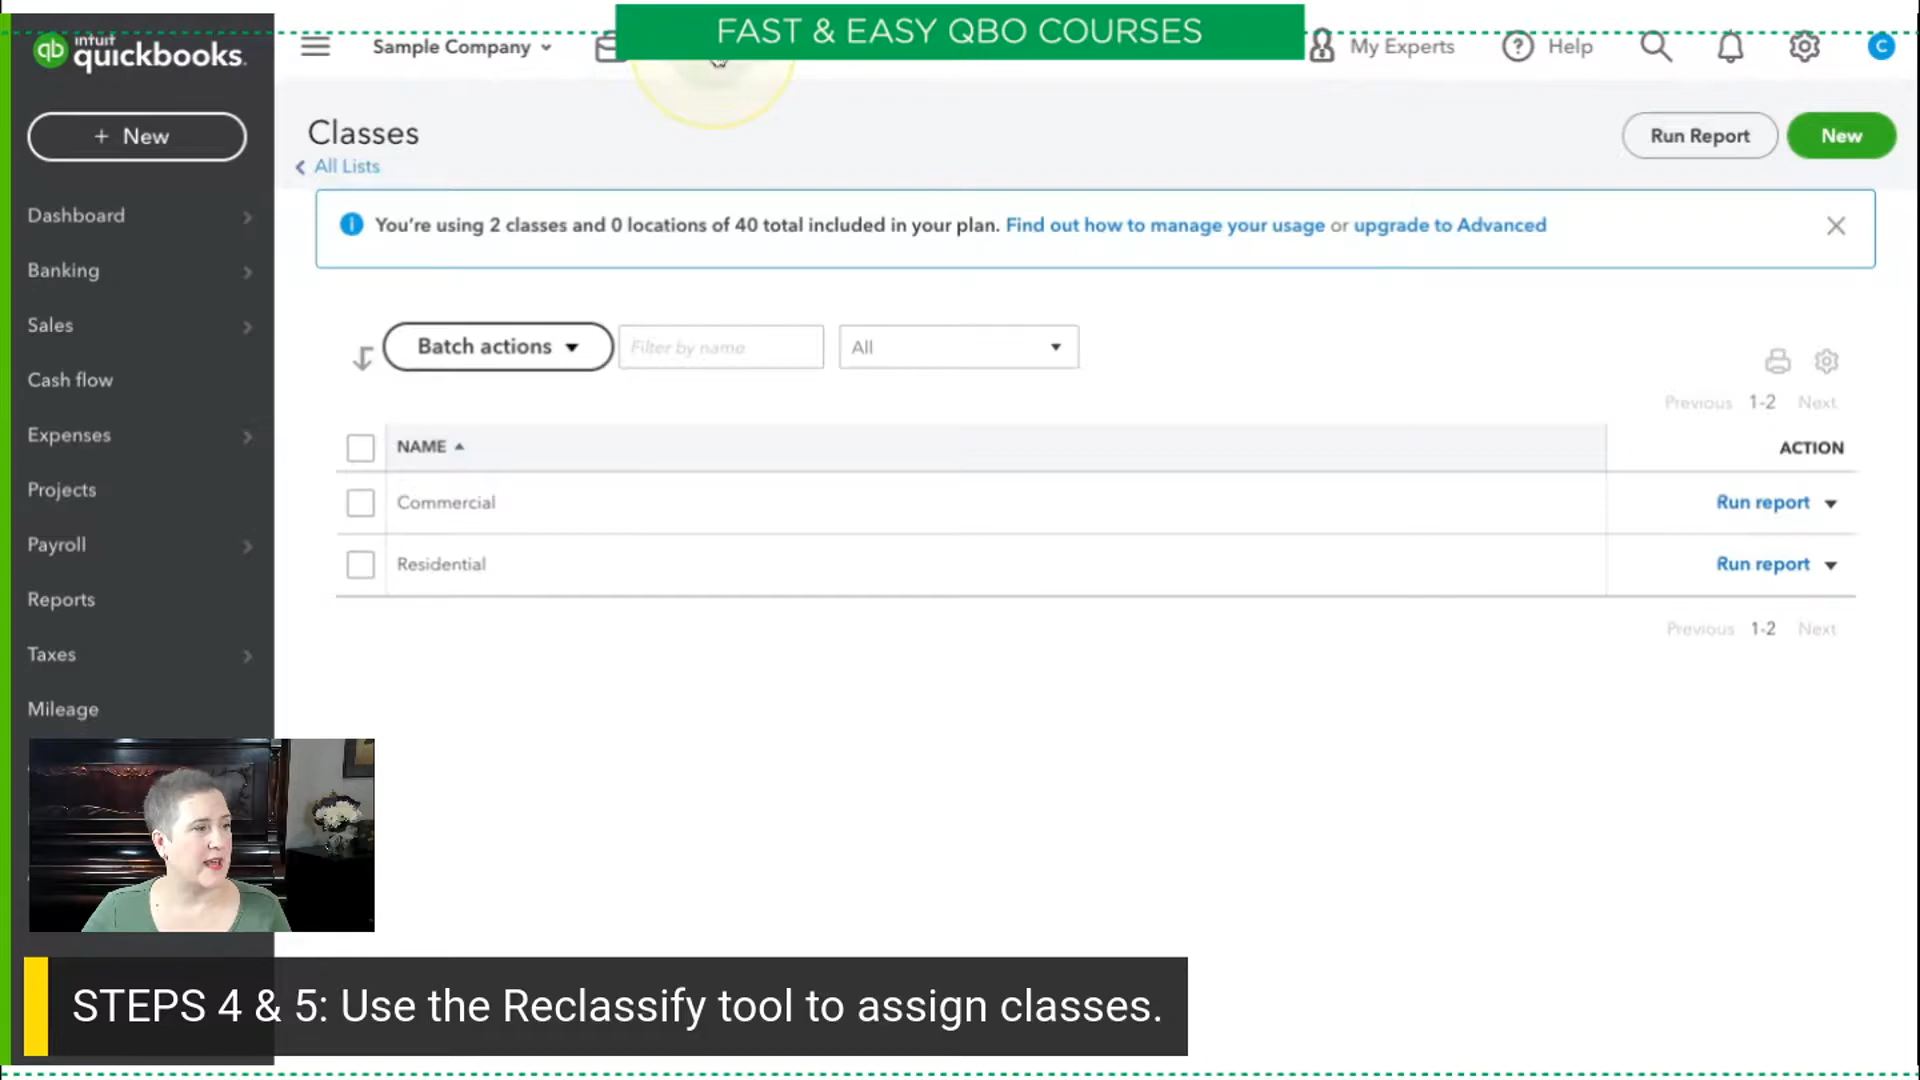 FAST & EASY QBO COURSES
qb intuit quickbooks.
Sample Company
My Experts
Help
C
+ New
Classes
All Lists
Run Report
New
Dashboard
Banking
Sales
Cash flow
Expenses
Projects
Payroll
Reports
Taxes
Mileage
You're using 2 classes and 0 locations of 40 total included in your plan. Find out how to manage your usage or upgrade to Advanced
Batch actions
Filter by name
All
Previous 1-2 Next
NAME
ACTION
Commercial
Run report
Residential
Run report
Previous 1-2 Next
STEPS 4 & 5: Use the Reclassify tool to assign classes.